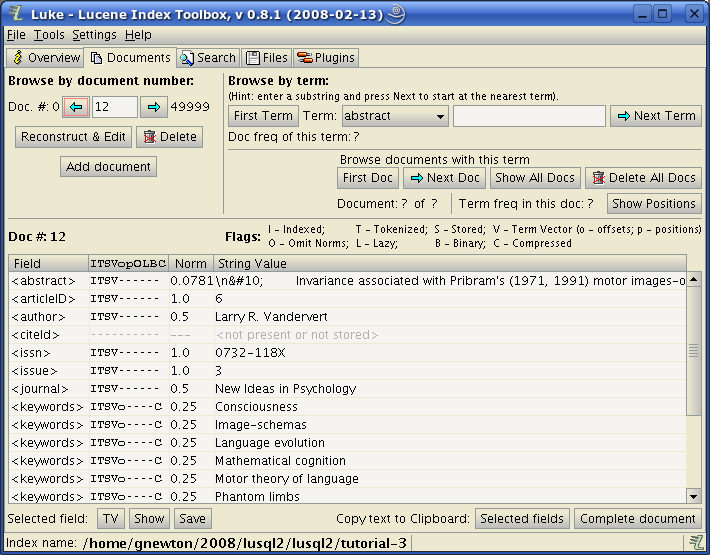 Luke - Lucene Index Toolbox, v 0.8.1 (2008-02-13)
File Tools Settings Help
Overview Documents Search Files Plugins
Browse by document number:
Doc. #: 0 12 49999
Reconstruct & Edit Delete
Add document
Browse by term:
(Hint: enter a substring and press Next to start at the nearest term).
First Term Term: abstract Next Term
Doc freq of this term: ?
Browse documents with this term
First Doc Next Doc Show All Docs Delete All Docs
Document: ? of ? Term freq in this doc: ? Show Positions
Doc #: 12
Flags: I - Indexed; T - Tokenized; S - Stored; V - Term Vector (o - offsets; p - positions)
O - Omit Norms; L - Lazy; B - Binary; C - Compressed
Field ITSVopOLBC Norm String Value
<abstract> ITSV------ 0.0781 \n&#10; Invariance associated with Pribram's (1971, 1991) motor images-o
<articleID> ITSV------ 1.0 6
<author> ITSV------ 0.5 Larry R. Vandervert
<citeId> ---------- --- <not present or not stored>
<issn> ITSV------ 1.0 0732-118X
<issue> ITSV------ 1.0 3
<journal> ITSV------ 0.5 New Ideas in Psychology
<keywords> ITSVo----C 0.25 Consciousness
<keywords> ITSVo----C 0.25 Image-schemas
<keywords> ITSVo----C 0.25 Language evolution
<keywords> ITSVo----C 0.25 Mathematical cognition
<keywords> ITSVo----C 0.25 Motor theory of language
<keywords> ITSVo----C 0.25 Phantom limbs
Selected field: TV Show Save Copy text to Clipboard: Selected fields Complete document
Index name: /home/gnewton/2008/lusql2/lusql2/tutorial-3